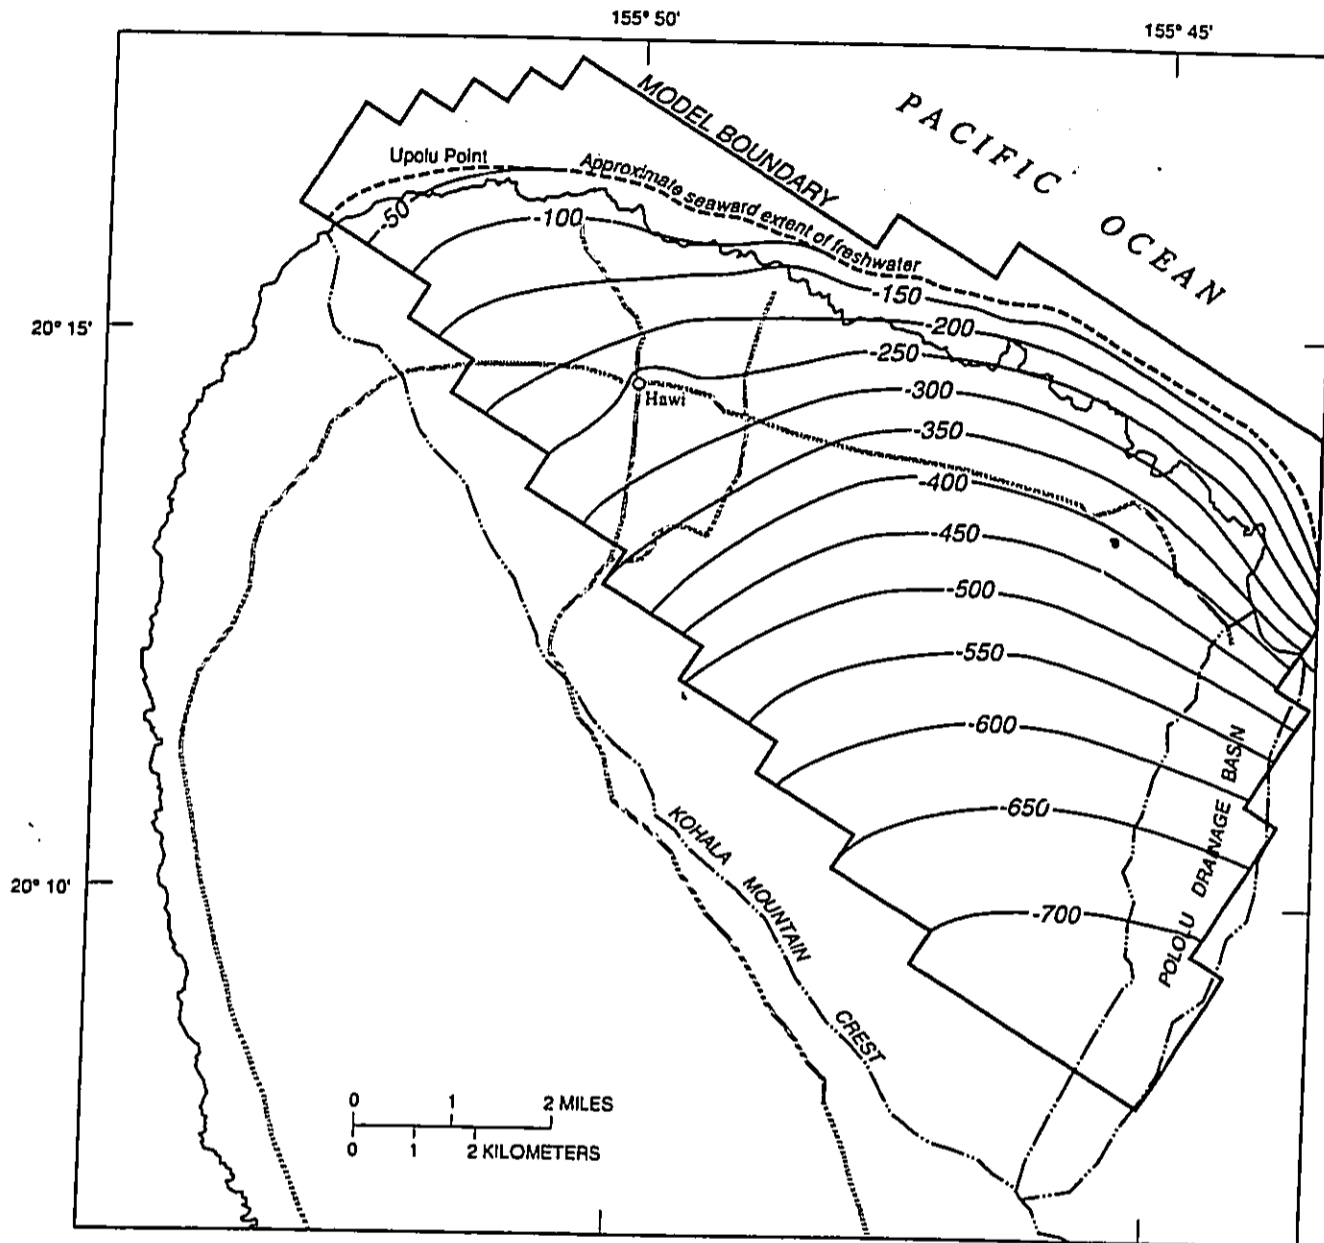 155° 50'
155° 45'
PACIFIC OCEAN
MODEL BOUNDARY
Upolu Point
Approximate seaward extent of freshwater
-50
-100
-150
20° 15'
-200
-250
-300
Hawi
-350
-400
-450
-500
-550
-600
-650
-700
POLOLU DRAINAGE BASIN
KOHALA MOUNTAIN CREST
20° 10'
0 1 2 MILES
0 1 2 KILOMETERS